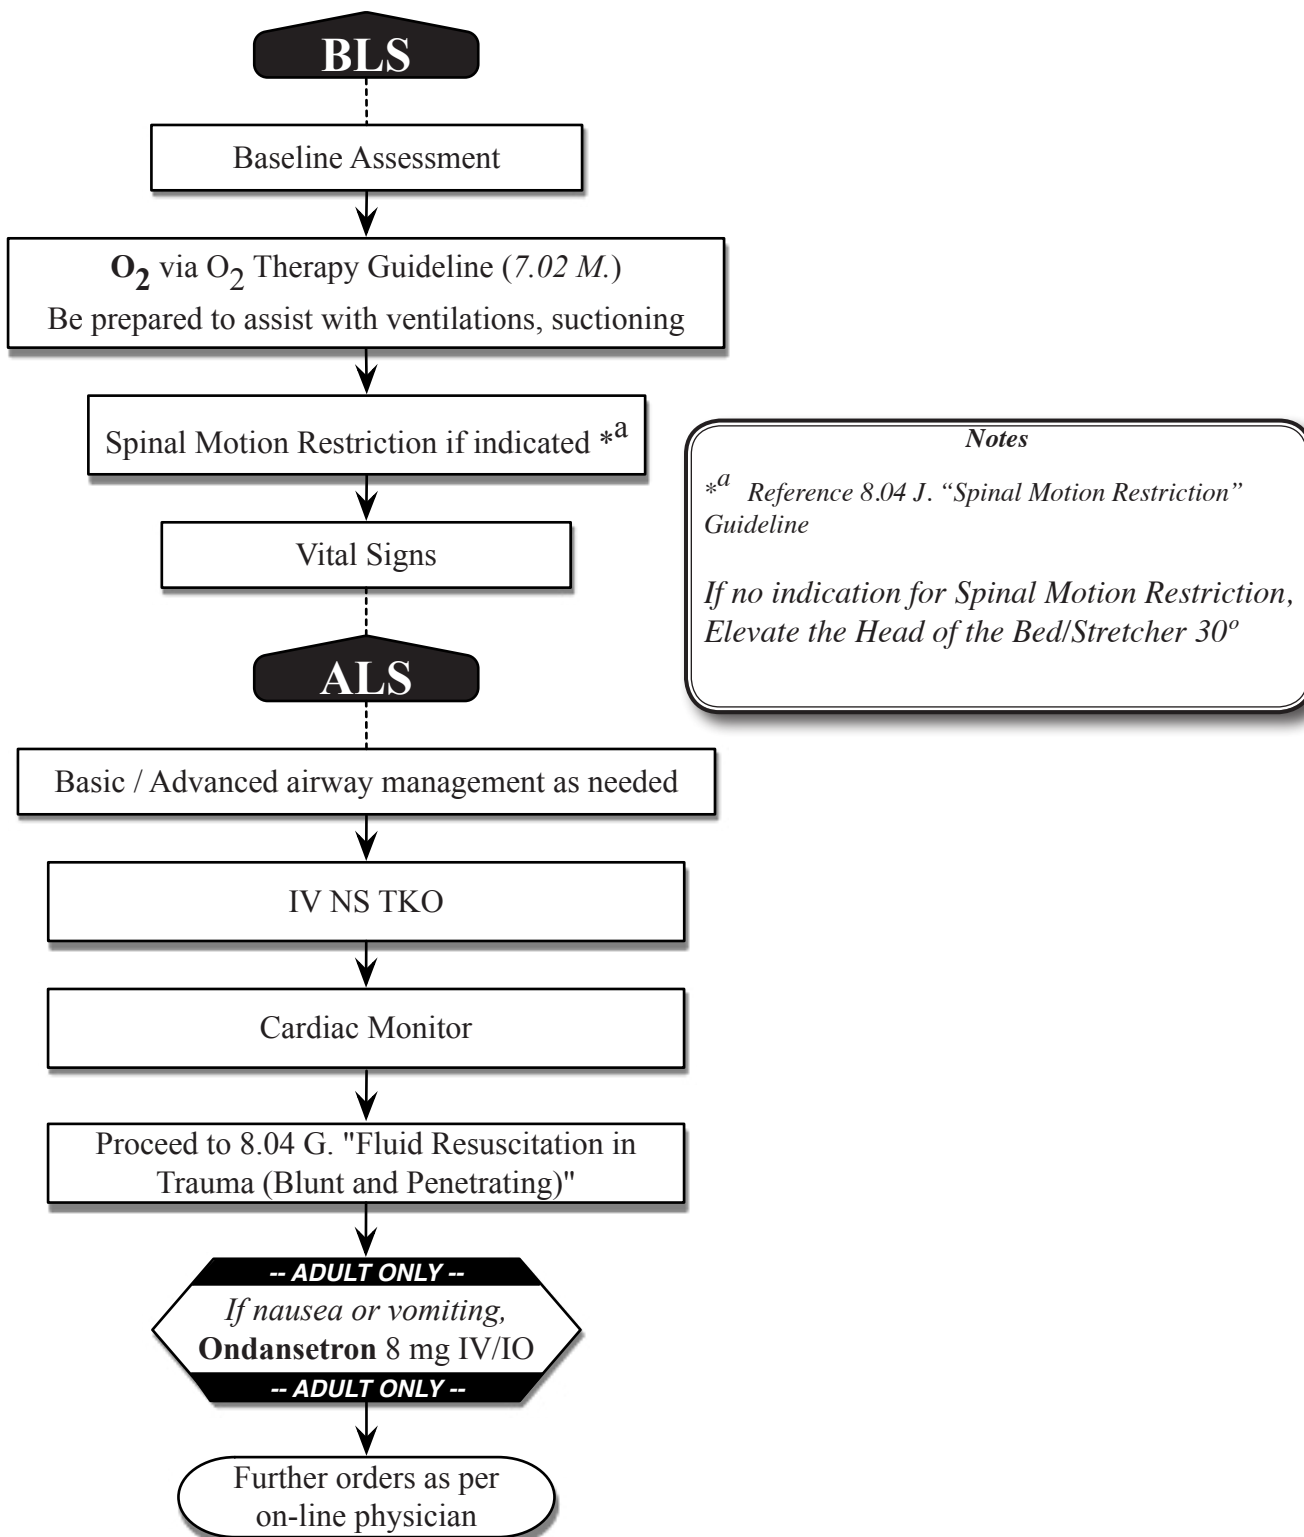 BLS
Baseline Assessment
O2 via O2 Therapy Guideline (7.02 M.)
Be prepared to assist with ventilations, suctioning
Spinal Motion Restriction if indicated *a
Vital Signs
Notes
*a Reference 8.04 J. “Spinal Motion Restriction”
Guideline
If no indication for Spinal Motion Restriction,
Elevate the Head of the Bed/Stretcher 30º
ALS
Basic / Advanced airway management as needed
IV NS TKO
Cardiac Monitor
Proceed to 8.04 G. "Fluid Resuscitation in
Trauma (Blunt and Penetrating)"
-- ADULT ONLY --
If nausea or vomiting,
Ondansetron 8 mg IV/IO
-- ADULT ONLY --
Further orders as per
on-line physician